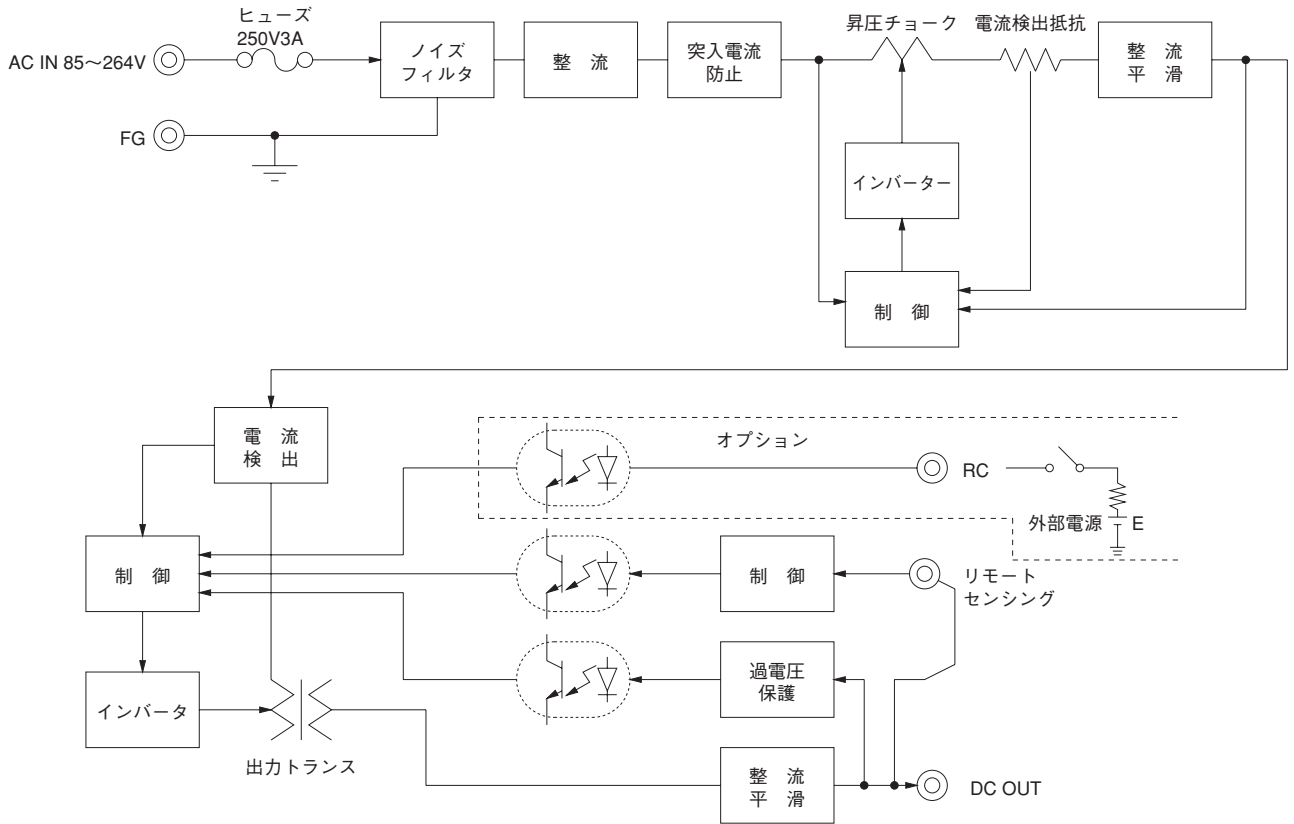 ヒューズ
250V3A
AC IN 85～264V
ノイズ
フィルタ
整 流
突入電流
防止
昇圧チョーク
電流検出抵抗
整 流
平 滑
FG
インバーター
制 御
電 流
検 出
オプション
RC
外部電源
E
制 御
制 御
リモート
センシング
過電圧
保護
インバータ
出力トランス
整 流
平 滑
DC OUT